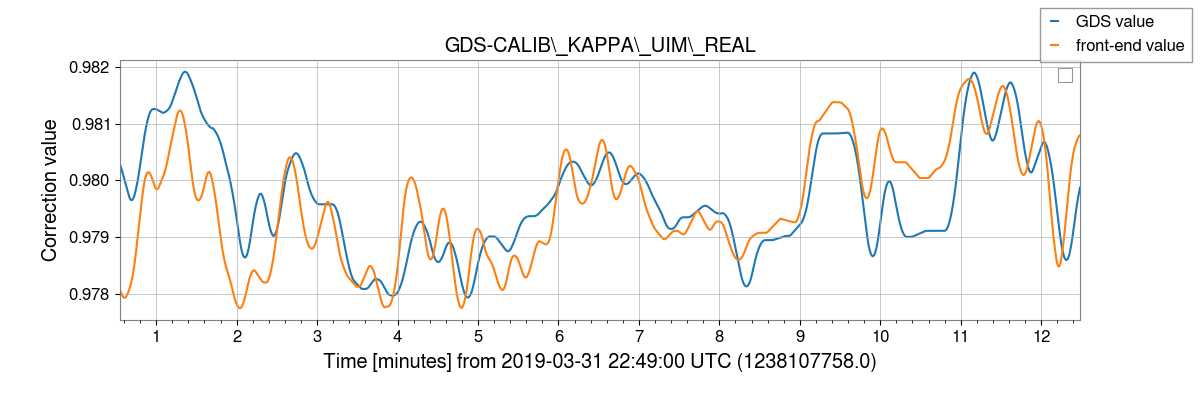 GDS value
front-end value
GDS-CALIB\_KAPPA\_UIM\_REAL
Correction value
0.982
0.981
0.980
0.979
0.978
1 2 3 4 5 6 7 8 9 10 11 12
Time [minutes] from 2019-03-31 22:49:00 UTC (1238107758.0)